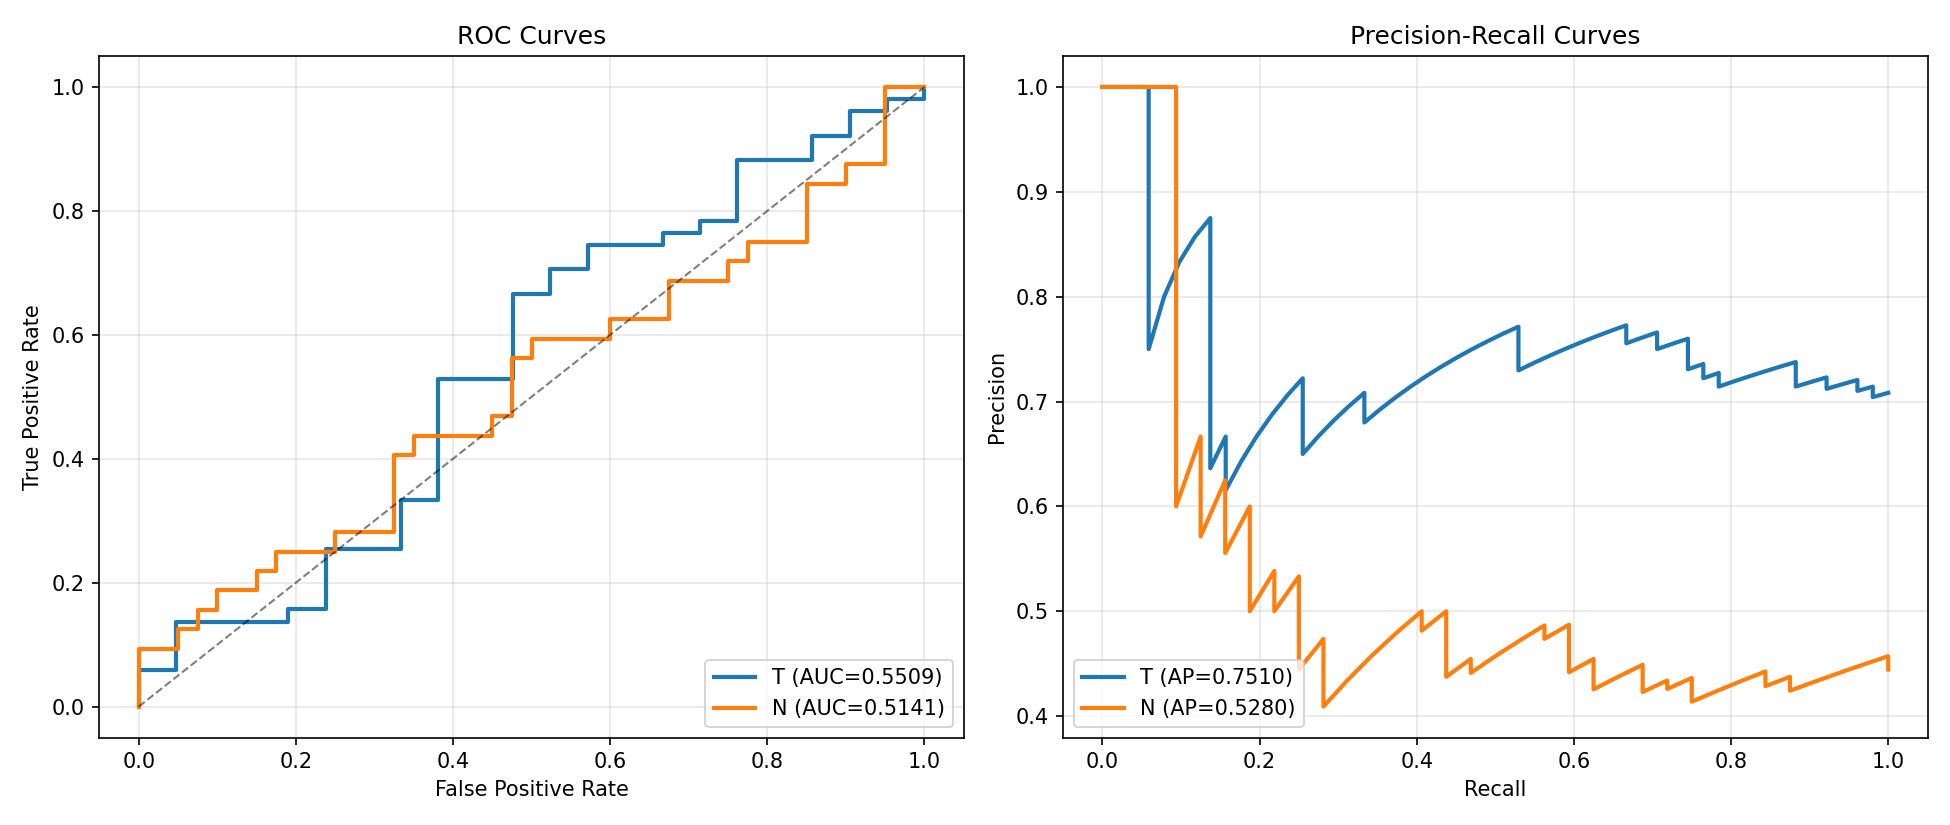 ROC Curves
True Positive Rate
1.0
0.8
0.6
0.4
0.2
0.0
0.0 0.2 0.4 0.6 0.8 1.0
False Positive Rate
T (AUC=0.5509)
N (AUC=0.5141)
Precision-Recall Curves
Precision
1.0
0.9
0.8
0.7
0.6
0.5
0.4
0.0 0.2 0.4 0.6 0.8 1.0
Recall
T (AP=0.7510)
N (AP=0.5280)